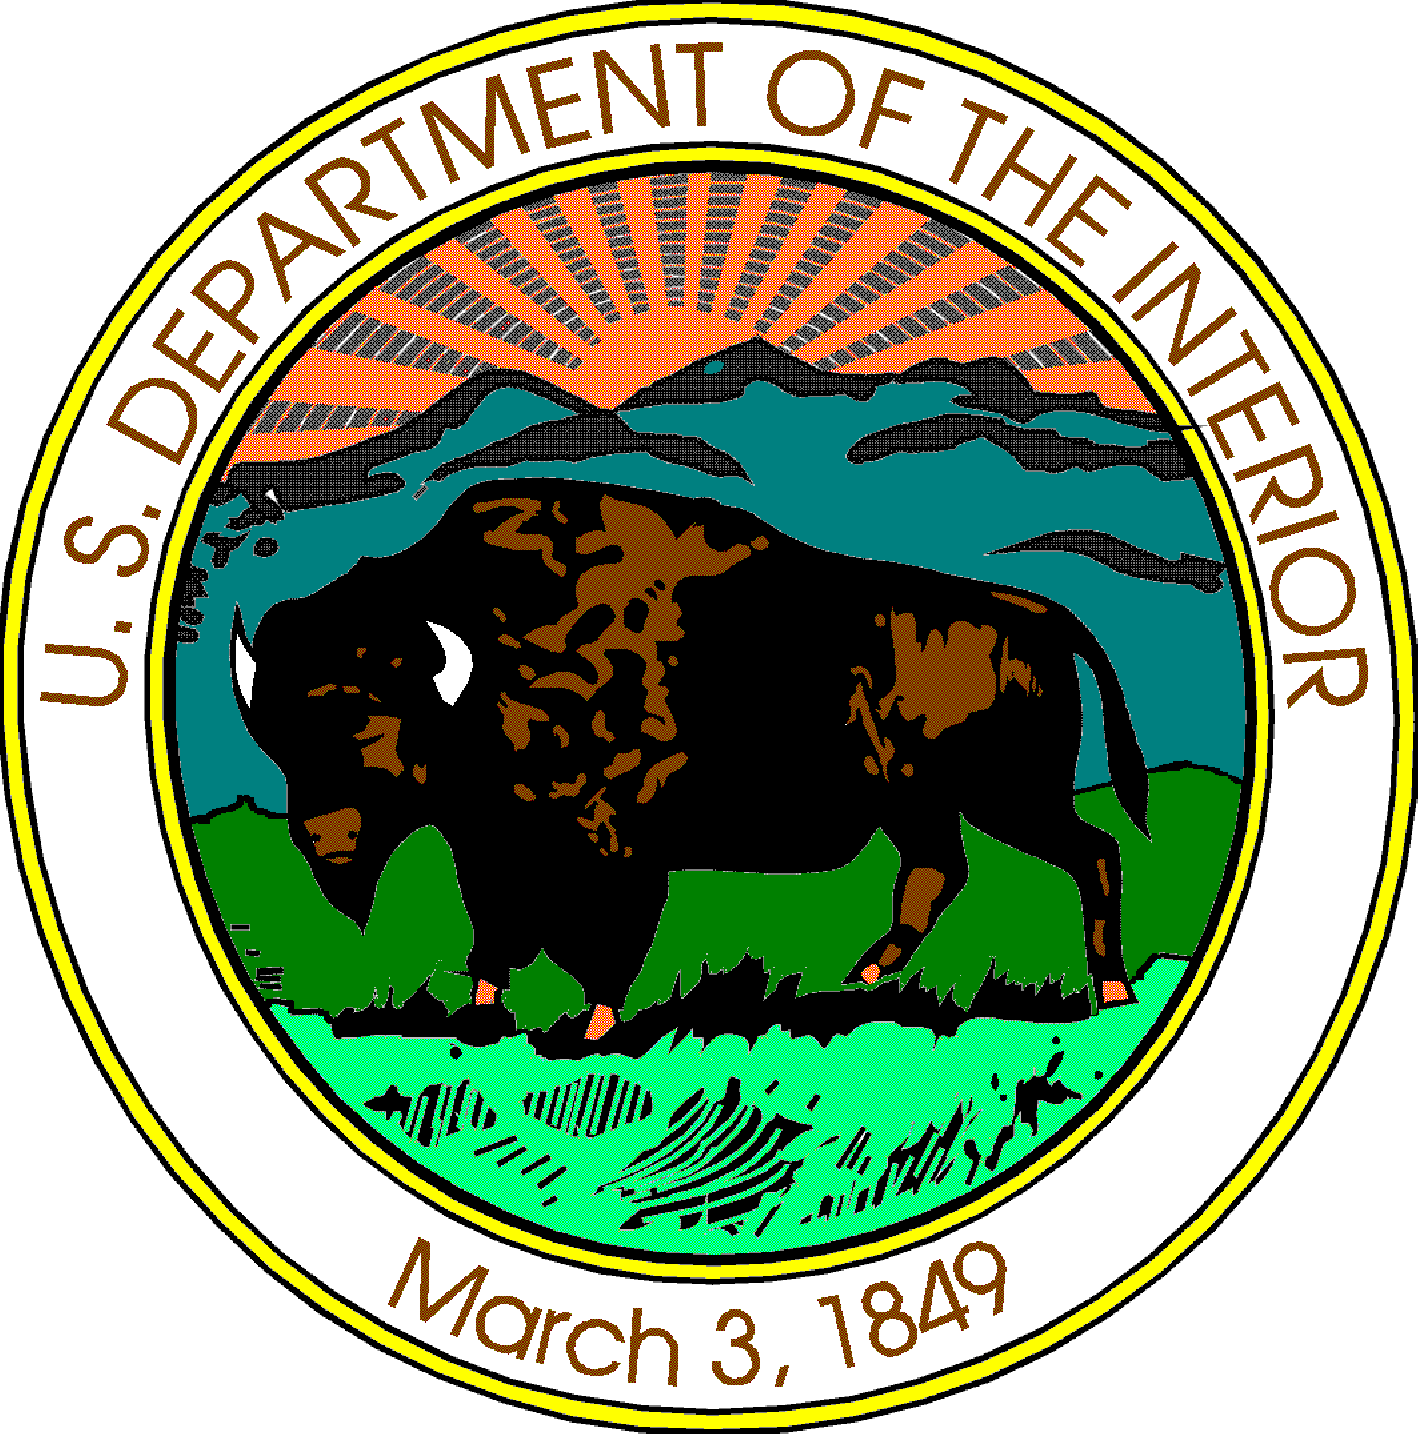 U.S. DEPARTMENT OF THE INTERIOR
March 3, 1849